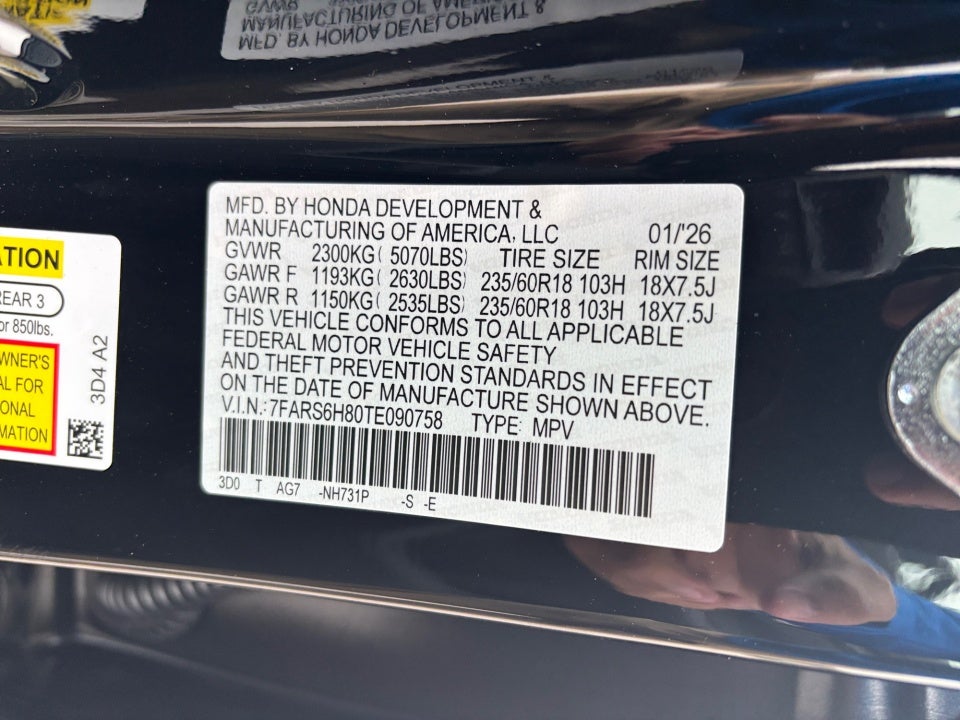 MFD. BY HONDA DEVELOPMENT &
MANUFACTURING OF AMERICA, LLC 01/'26
GVWR 2300KG( 5070LBS) TIRE SIZE RIM SIZE
GAWR F 1193KG( 2630LBS) 235/60R18 103H 18X7.5J
GAWR R 1150KG( 2535LBS) 235/60R18 103H 18X7.5J
THIS VEHICLE CONFORMS TO ALL APPLICABLE
FEDERAL MOTOR VEHICLE SAFETY
AND THEFT PREVENTION STANDARDS IN EFFECT
ON THE DATE OF MANUFACTURE SHOWN ABOVE.
V.I.N.:7FARS6H80TE090758 TYPE: MPV
3D0 T AG7 -NH731P -S -E
ATION
REAR 3
or 850lbs.
WNER'S
AL FOR
ONAL
MATION
3D4 A2
MFD. BY HONDA DEVELOPMENT &
MANUFACTURING OF AMERICA
GVWR